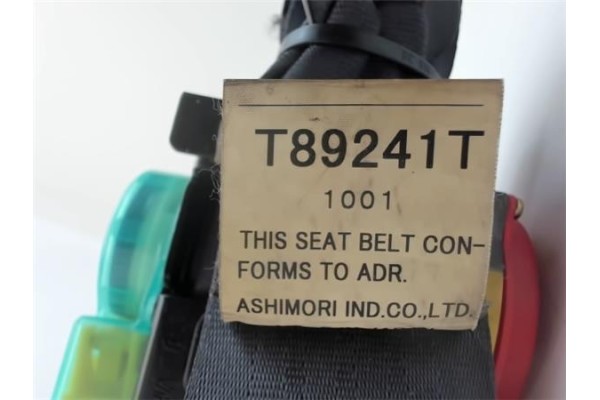 T89241T
1001
THIS SEAT BELT CON-
FORMS TO ADR.
ASHIMORI IND.CO.,LTD.